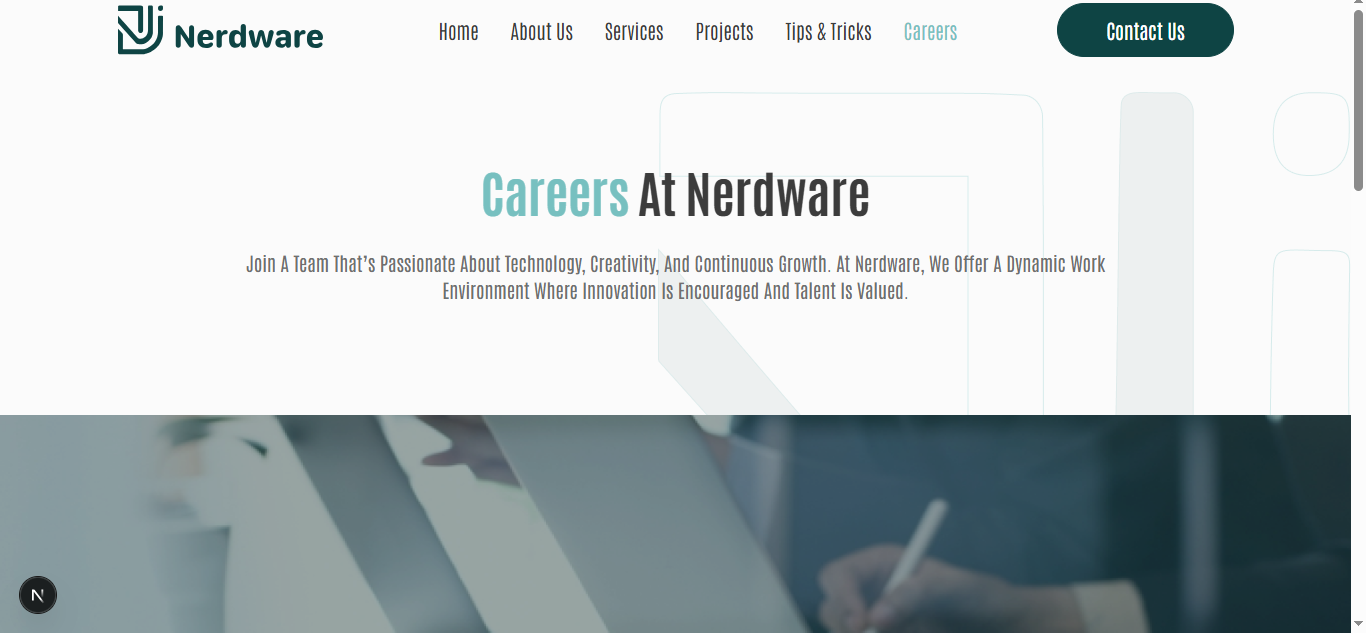 Nerdware
Home
About Us
Services
Projects
Tips & Tricks
Careers
Contact Us
Careers At Nerdware
Join A Team That’s Passionate About Technology, Creativity, And Continuous Growth. At Nerdware, We Offer A Dynamic Work
Environment Where Innovation Is Encouraged And Talent Is Valued.
N